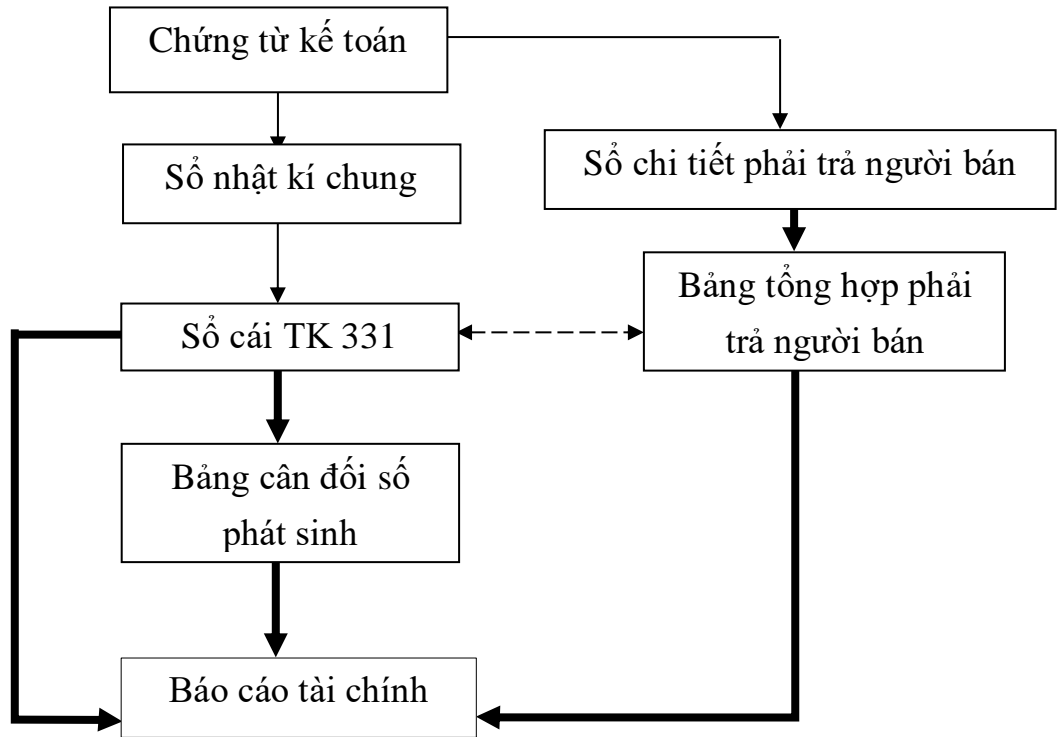 Chứng từ kế toán
Sổ nhật kí chung
Sổ chi tiết phải trả người bán
Sổ cái TK 331
Bảng tổng hợp phải
trả người bán
Bảng cân đối số
phát sinh
Báo cáo tài chính